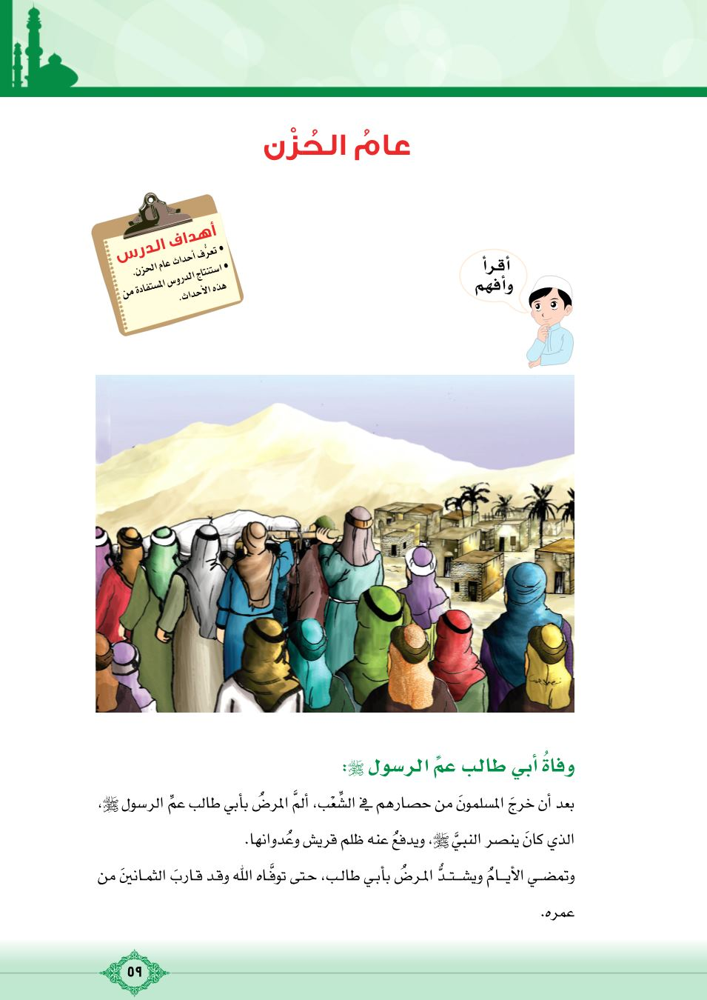 عامُ الحُزْن
أهداف الدرس
• تعرُّف أحداث عام الحزن.
• استنتاج الدروس المستفادة من
هذه الأحداث.
أقرأ
وأفهم
وفاةُ أبي طالب عمِّ الرسول ﷺ:
بعد أن خرجَ المسلمونَ من حصارهم في الشِّعْب، ألمَّ المرضُ بأبي طالب عمِّ الرسول ﷺ،
الذي كانَ ينصر النبيَّ ﷺ، ويدفعُ عنه ظلم قريش وعُدوانها.
وتمضي الأيامُ ويشتدُّ المرضُ بأبي طالب، حتى توفَّاه الله وقد قاربَ الثمانينَ من
عمره.
٥٩